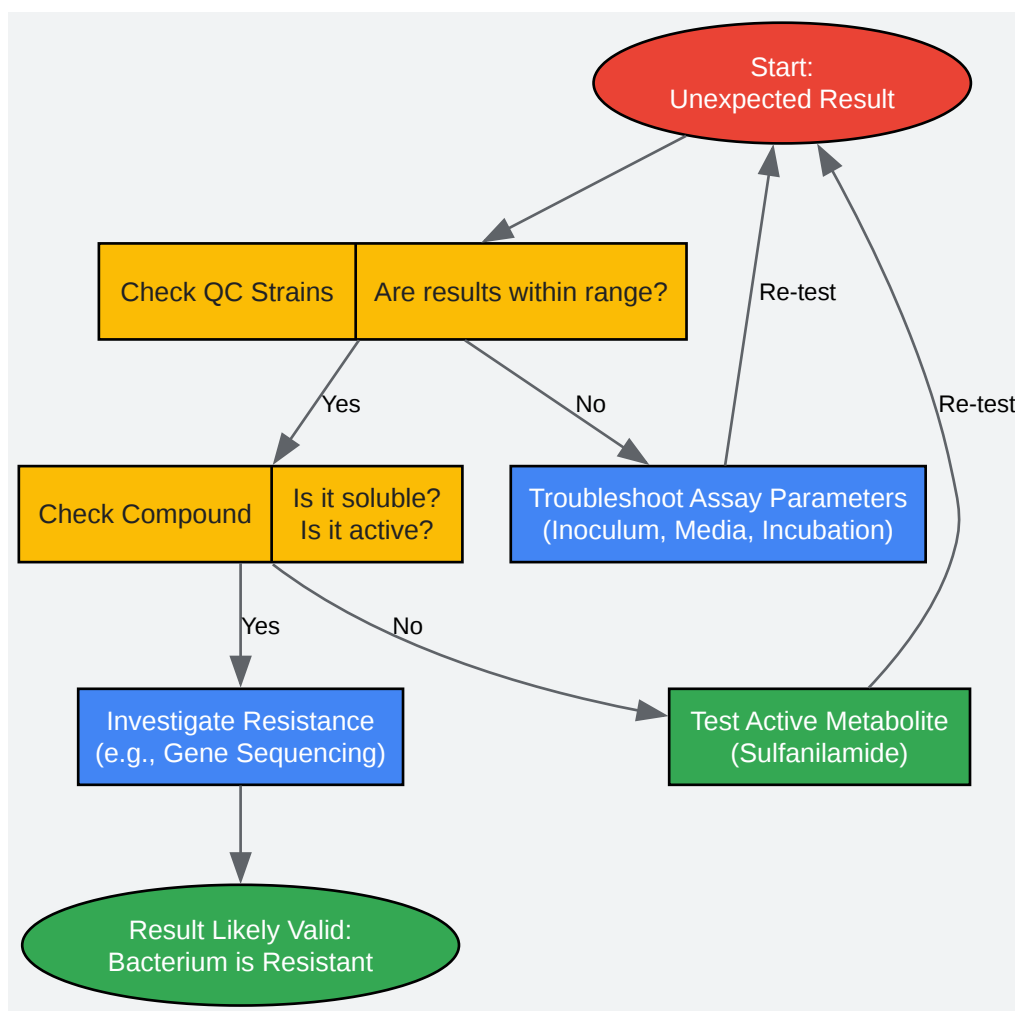 Start:
Unexpected Result
Check QC Strains
Are results within range?
Re-test
Yes
No
Re-test
Check Compound
Is it soluble?
Is it active?
Troubleshoot Assay Parameters
(Inoculum, Media, Incubation)
Yes
No
Investigate Resistance
(e.g., Gene Sequencing)
Test Active Metabolite
(Sulfanilamide)
Result Likely Valid:
Bacterium is Resistant